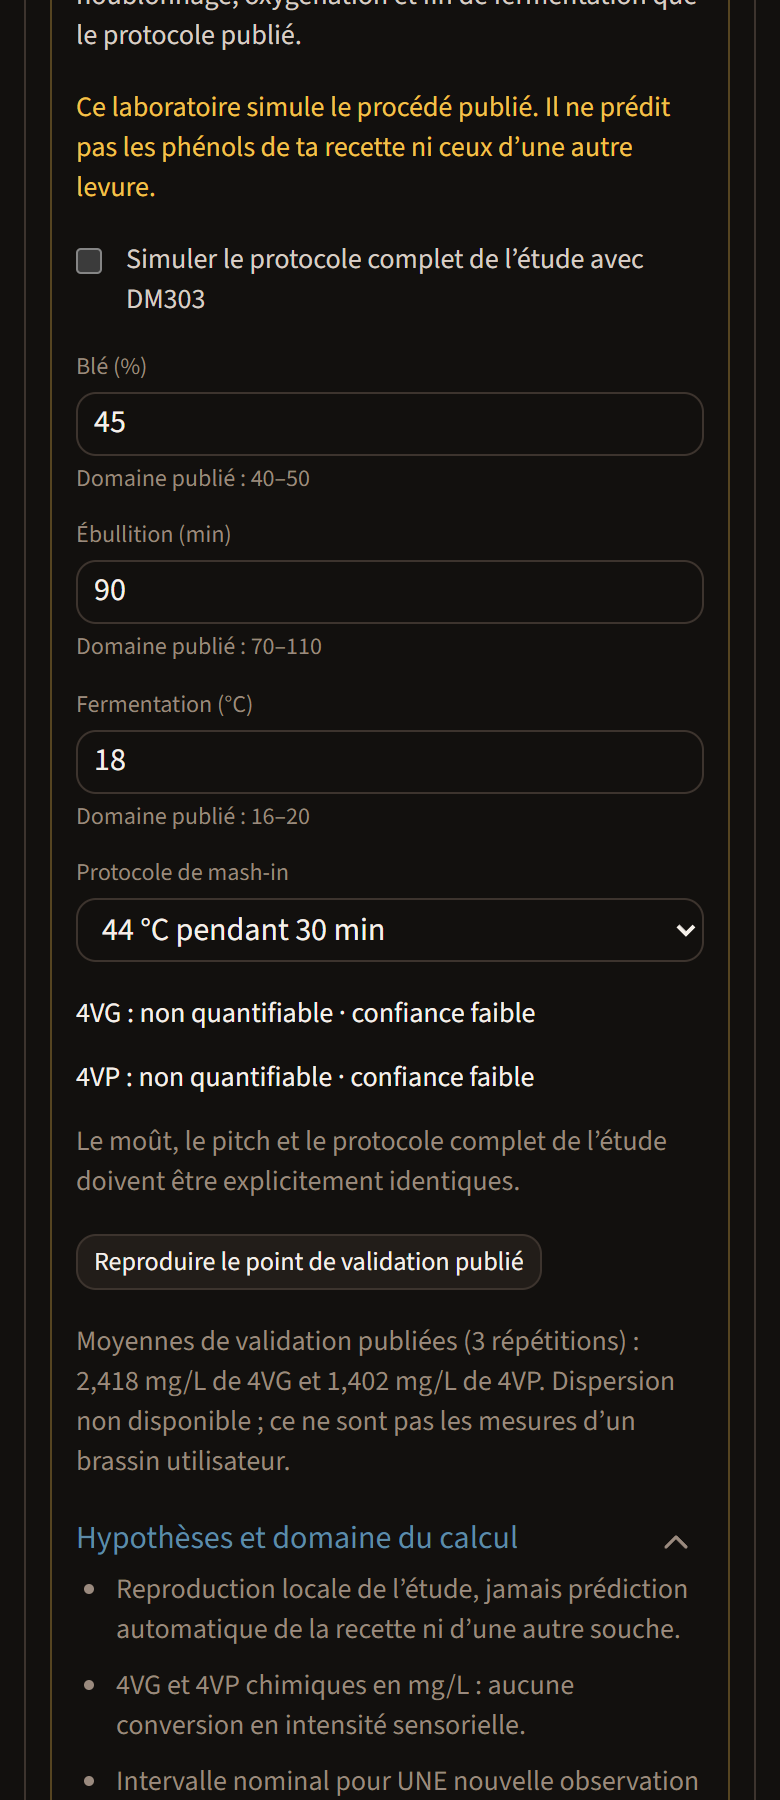 houblonnage, oxygénation et fin de fermentation que
le protocole publié.
Ce laboratoire simule le procédé publié. Il ne prédit
pas les phénols de ta recette ni ceux d’une autre
levure.
Simuler le protocole complet de l’étude avec
DM303
Blé (%)
45
Domaine publié : 40–50
Ébullition (min)
90
Domaine publié : 70–110
Fermentation (°C)
18
Domaine publié : 16–20
Protocole de mash-in
44 °C pendant 30 min
4VG : non quantifiable · confiance faible
4VP : non quantifiable · confiance faible
Le moût, le pitch et le protocole complet de l’étude
doivent être explicitement identiques.
Reproduire le point de validation publié
Moyennes de validation publiées (3 répétitions) :
2,418 mg/L de 4VG et 1,402 mg/L de 4VP. Dispersion
non disponible ; ce ne sont pas les mesures d’un
brassin utilisateur.
Hypothèses et domaine du calcul
• Reproduction locale de l’étude, jamais prédiction
automatique de la recette ni d’une autre souche.
• 4VG et 4VP chimiques en mg/L : aucune
conversion en intensité sensorielle.
• Intervalle nominal pour UNE nouvelle observation